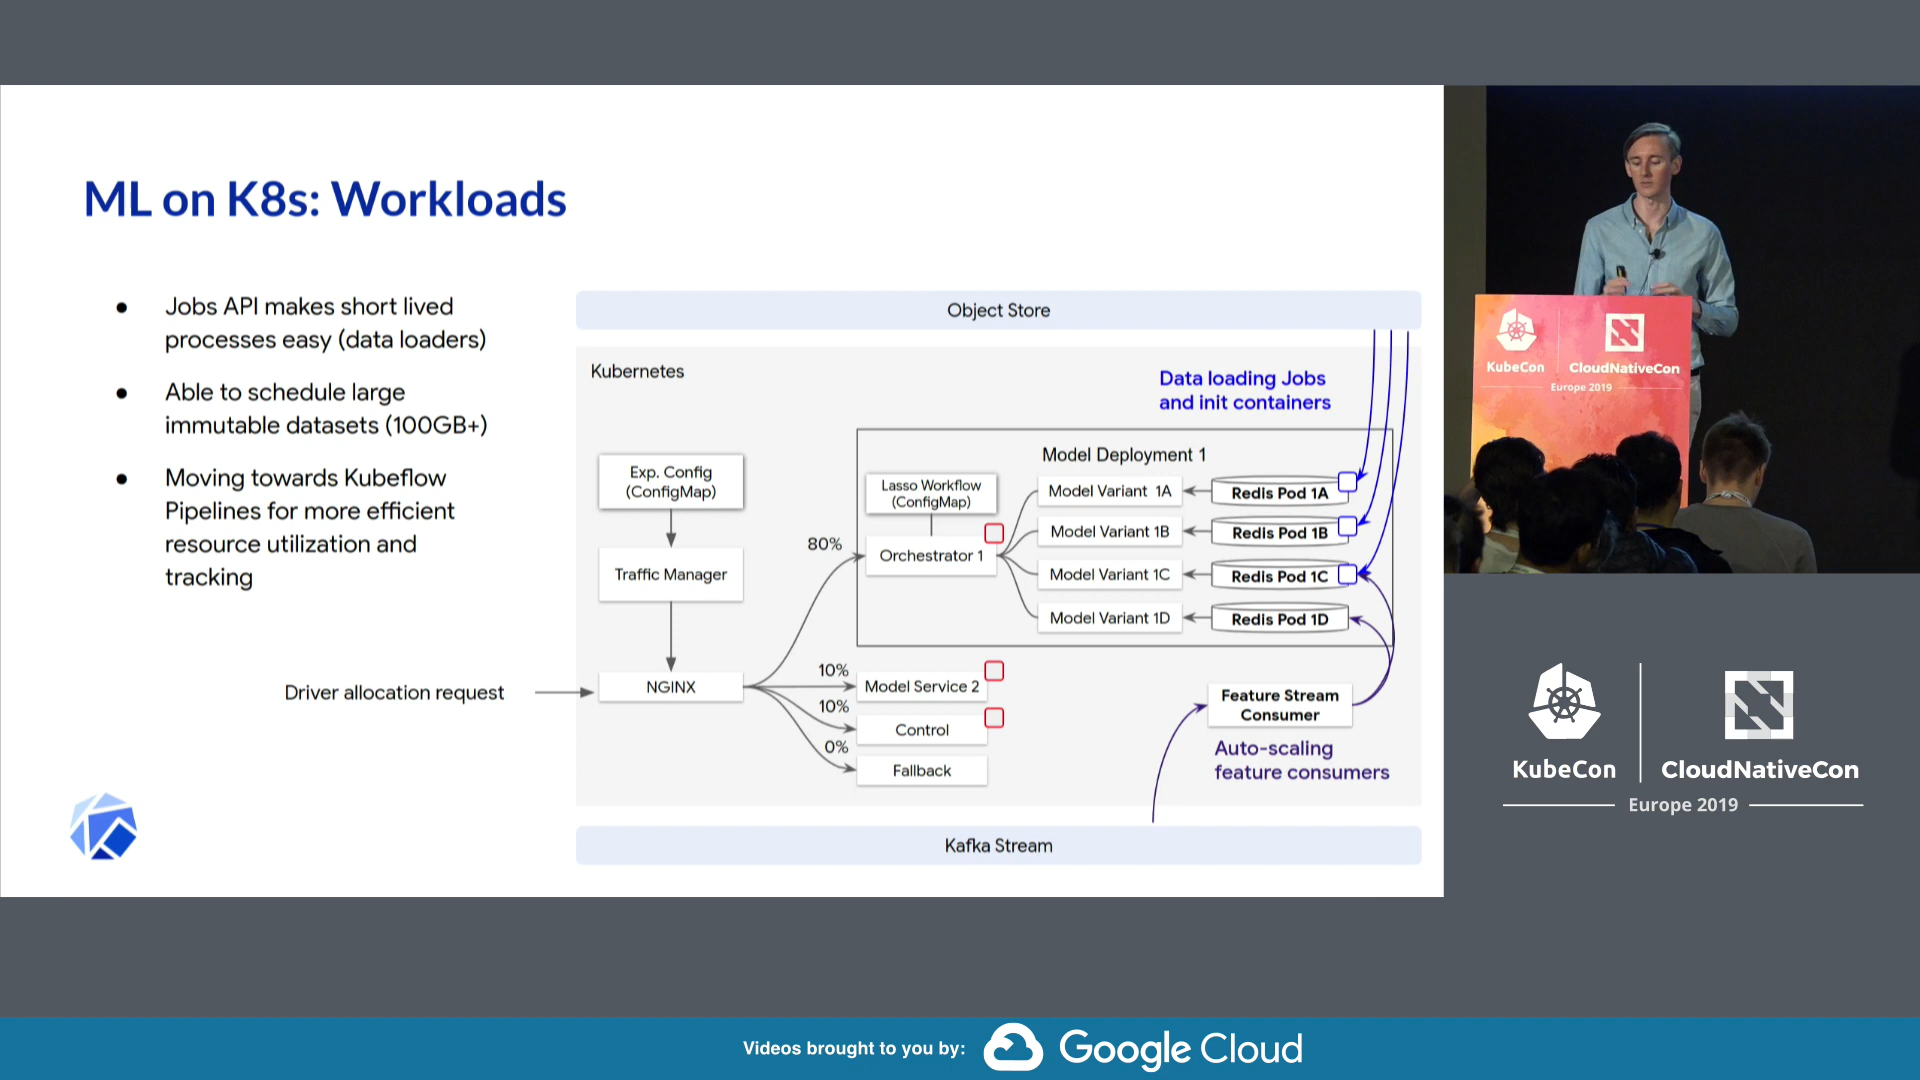 ML on K8s: Workloads
Jobs API makes short lived
processes easy (data loaders)
Able to schedule large
immutable datasets (100GB+)
Moving towards Kubeflow
Pipelines for more efficient
resource utilization and
tracking
Driver allocation request
Object Store
Kubernetes
Data loading Jobs
and init containers
Exp. Config
(ConfigMap)
Traffic Manager
NGINX
80%
10%
10%
0%
Model Deployment 1
Lasso Workflow
(ConfigMap)
Orchestrator 1
Model Variant 1A
Redis Pod 1A
Model Variant 1B
Redis Pod 1B
Model Variant 1C
Redis Pod 1C
Model Variant 1D
Redis Pod 1D
Model Service 2
Control
Fallback
Feature Stream
Consumer
Auto-scaling
feature consumers
Kafka Stream
KubeCon
CloudNativeCon
Europe 2019
KubeCon
CloudNativeCon
Europe 2019
Videos brought to you by:
Google Cloud